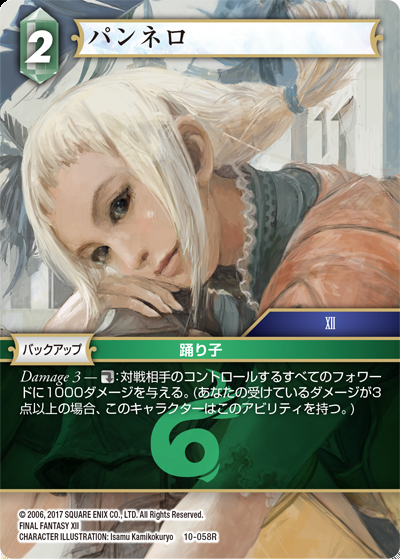 2
パンネロ
XII
バックアップ
踊り子
Damage 3 — :対戦相手のコントロールするすべてのフォワー
ドに1000ダメージを与える。(あなたの受けているダメージが3
点以上の場合、このキャラクターはこのアビリティを持つ。)
© 2006, 2017 SQUARE ENIX CO., LTD. All Rights Reserved.
FINAL FANTASY XII
CHARACTER ILLUSTRATION: Isamu Kamikokuryo 10-058R